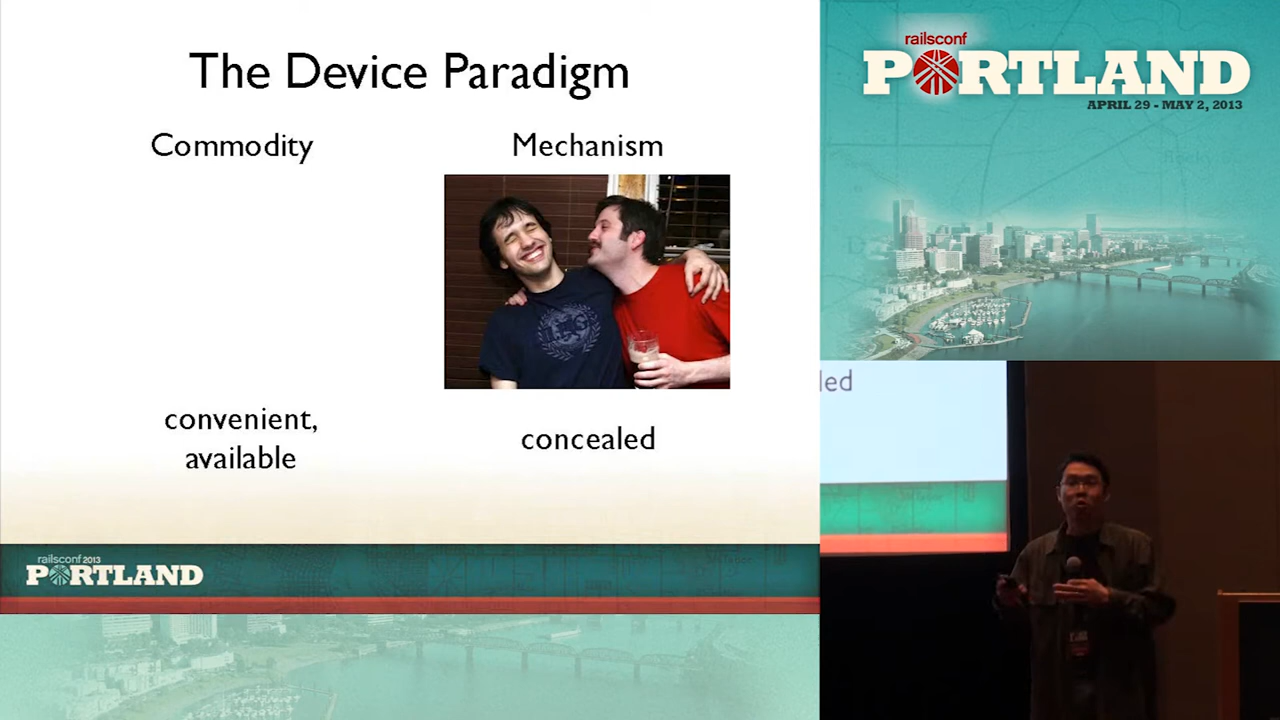 The Device Paradigm
Commodity
Mechanism
convenient,
available
concealed
railsconf 2013
PORTLAND
railsconf
PORTLAND
APRIL 29 - MAY 2, 2013
led